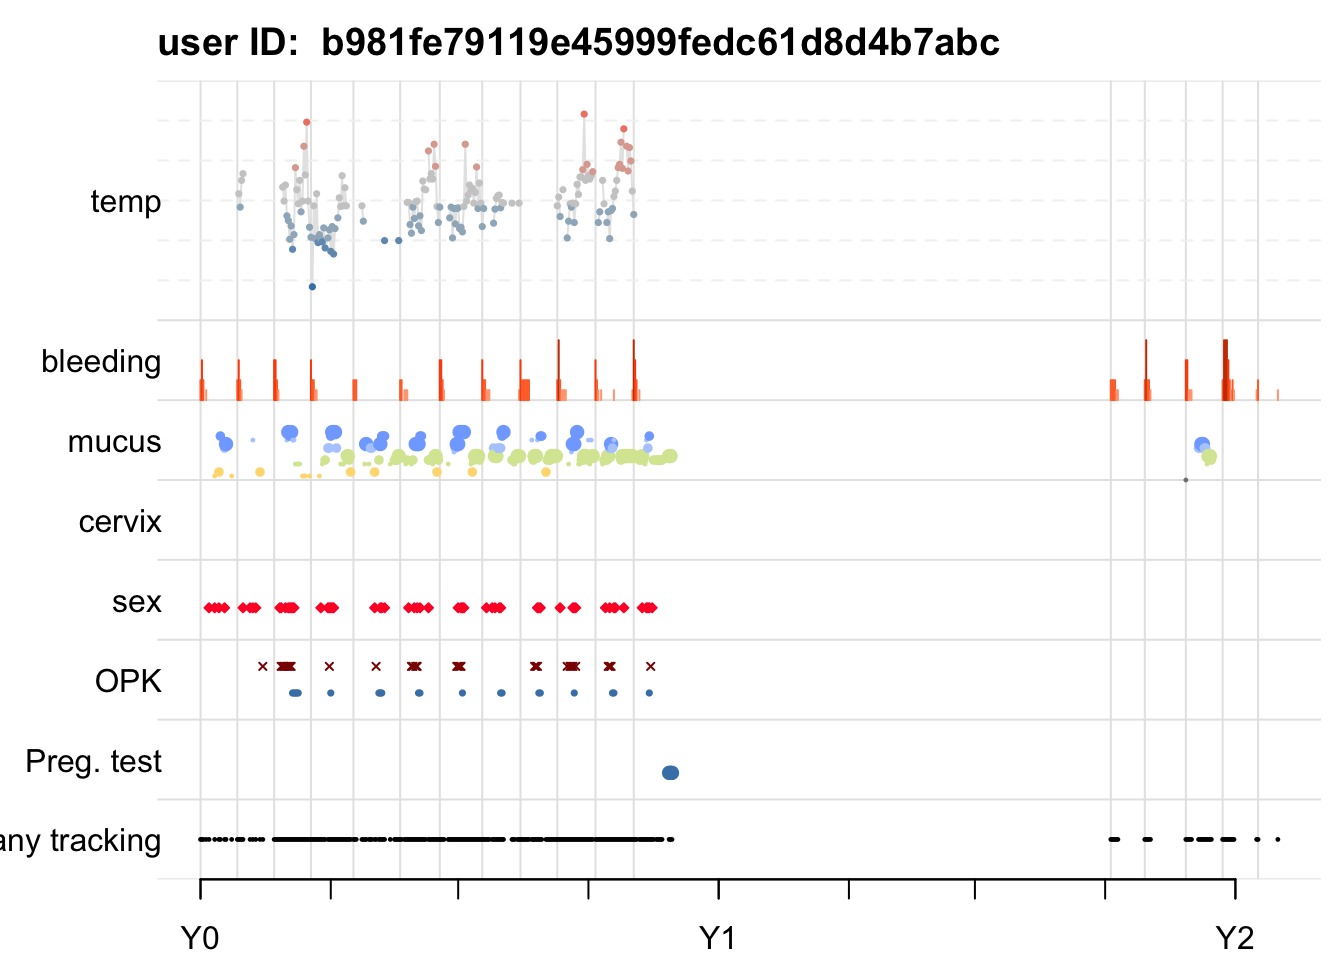 user ID:  b981fe79119e45999fedc61d8d4b7abc
temp
bleeding
mucus
cervix
sex
OPK
Preg. test
any tracking
Y0 Y1 Y2